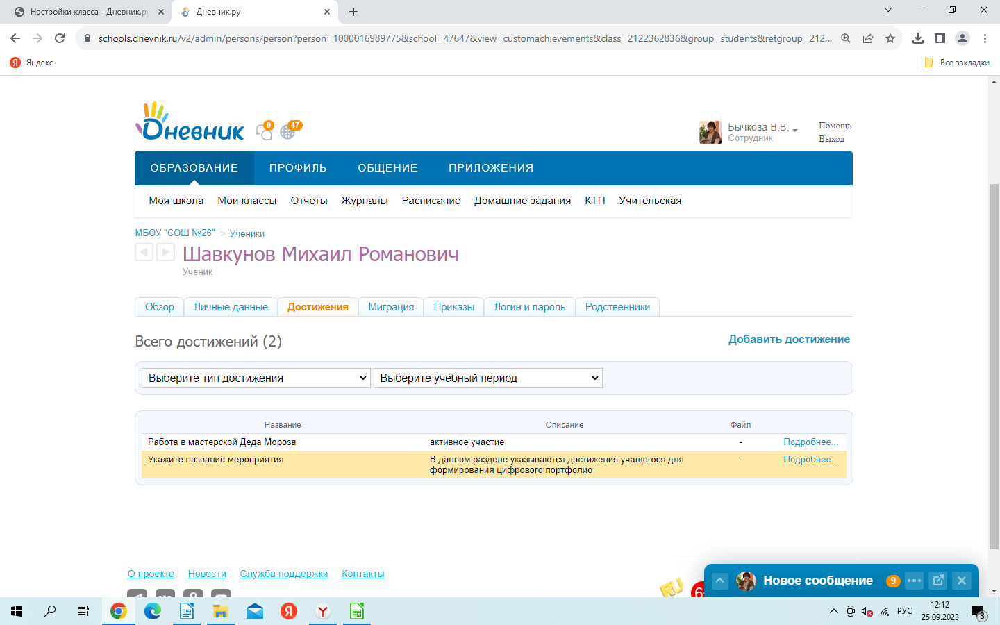 Настройки класса - Дневник.ру
Дневник.ру
schools.dnevnik.ru/v2/admin/persons/person?person=1000016989775&school=47647&view=customachievements&class=2122362836&group=students&retgroup=212...
Яндекс
Все закладки
Дневник
9
47
Бычкова В.В.
Сотрудник
Помощь
Выход
ОБРАЗОВАНИЕ ПРОФИЛЬ ОБЩЕНИЕ ПРИЛОЖЕНИЯ
Моя школа Мои классы Отчеты Журналы Расписание Домашние задания КТП Учительская
МБОУ "СОШ №26" > Ученики
Шавкунов Михаил Романович
Ученик
Обзор Личные данные Достижения Миграция Приказы Логин и пароль Родственники
Всего достижений (2)
Добавить достижение
Выберите тип достижения
Выберите учебный период
Название Описание Файл
Работа в мастерской Деда Мороза активное участие - Подробнее...
Укажите название мероприятия В данном разделе указываются достижения учащегося для - Подробнее...
формирования цифрового портфолио
О проекте Новости Служба поддержки Контакты
RU
6
Новое сообщение 9
РУС
12:12
25.09.2023
3